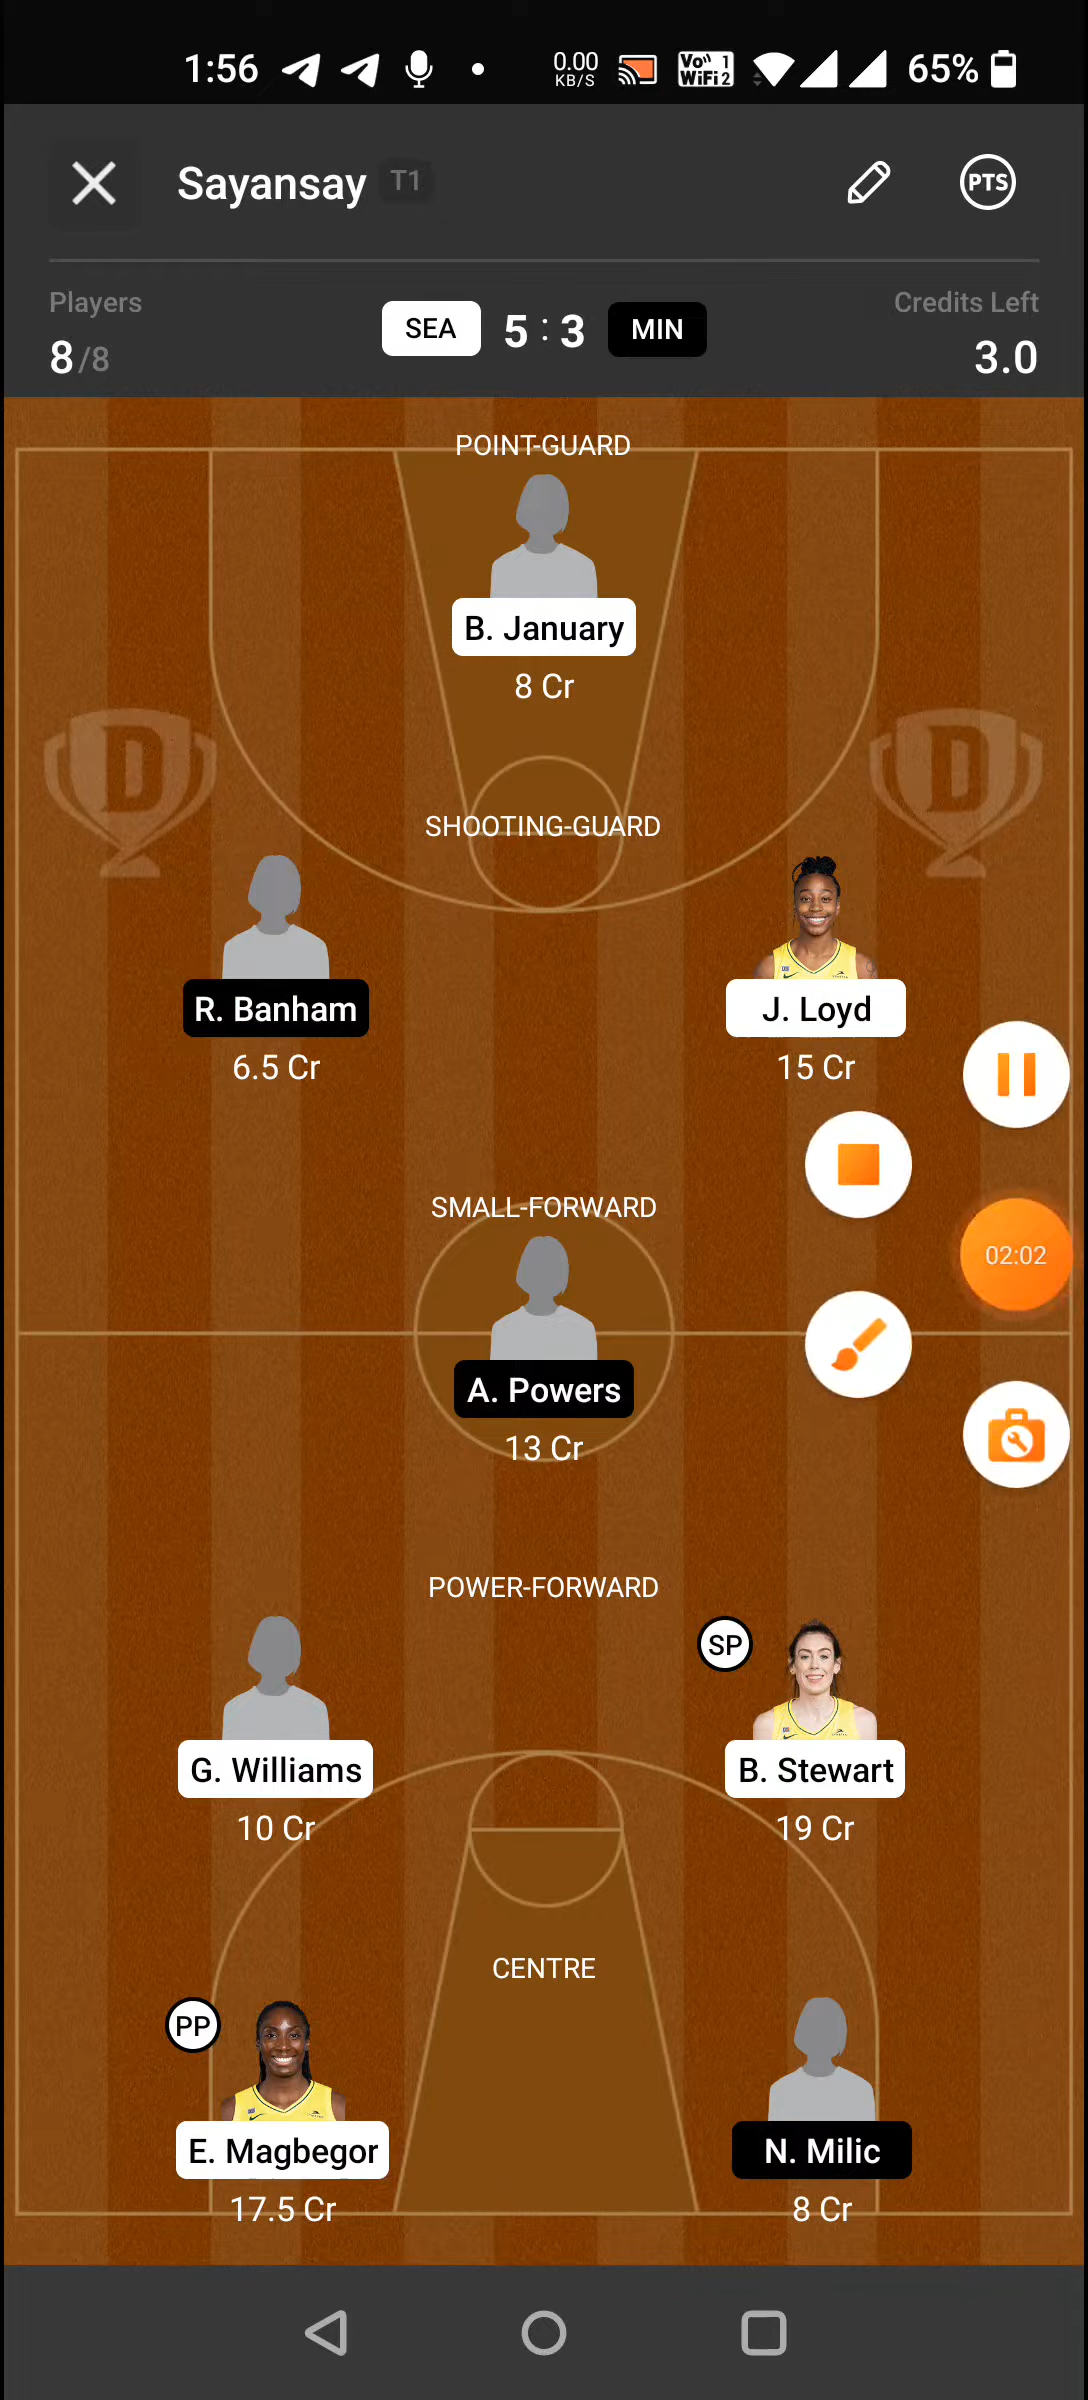 1:56 0.00 KB/S Vo 1 WiFi 2 65%
Sayansay T1 PTS
Players Credits Left
SEA 5 : 3 MIN
8/8 3.0
POINT-GUARD
B. January
8 Cr
D D
SHOOTING-GUARD
R. Banham J. Loyd
6.5 Cr 15 Cr
SMALL-FORWARD
02:02
A. Powers
13 Cr
POWER-FORWARD
SP
G. Williams B. Stewart
10 Cr 19 Cr
CENTRE
PP
E. Magbegor N. Milic
17.5 Cr 8 Cr